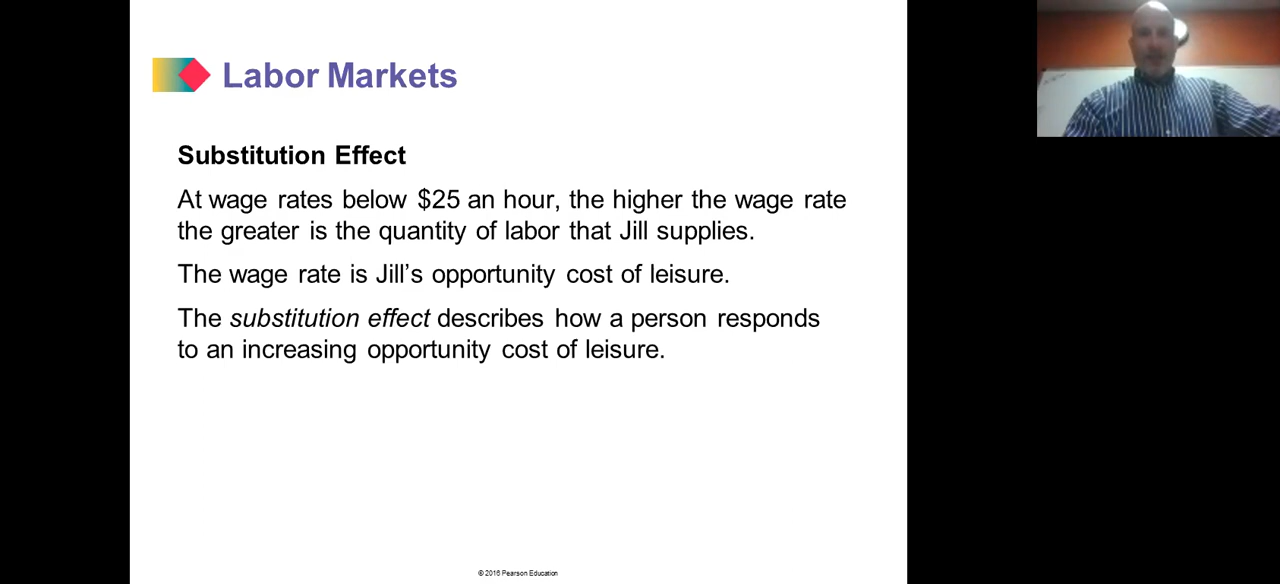 Labor Markets
Substitution Effect
At wage rates below $25 an hour, the higher the wage rate
the greater is the quantity of labor that Jill supplies.
The wage rate is Jill’s opportunity cost of leisure.
The substitution effect describes how a person responds
to an increasing opportunity cost of leisure.
© 2016 Pearson Education